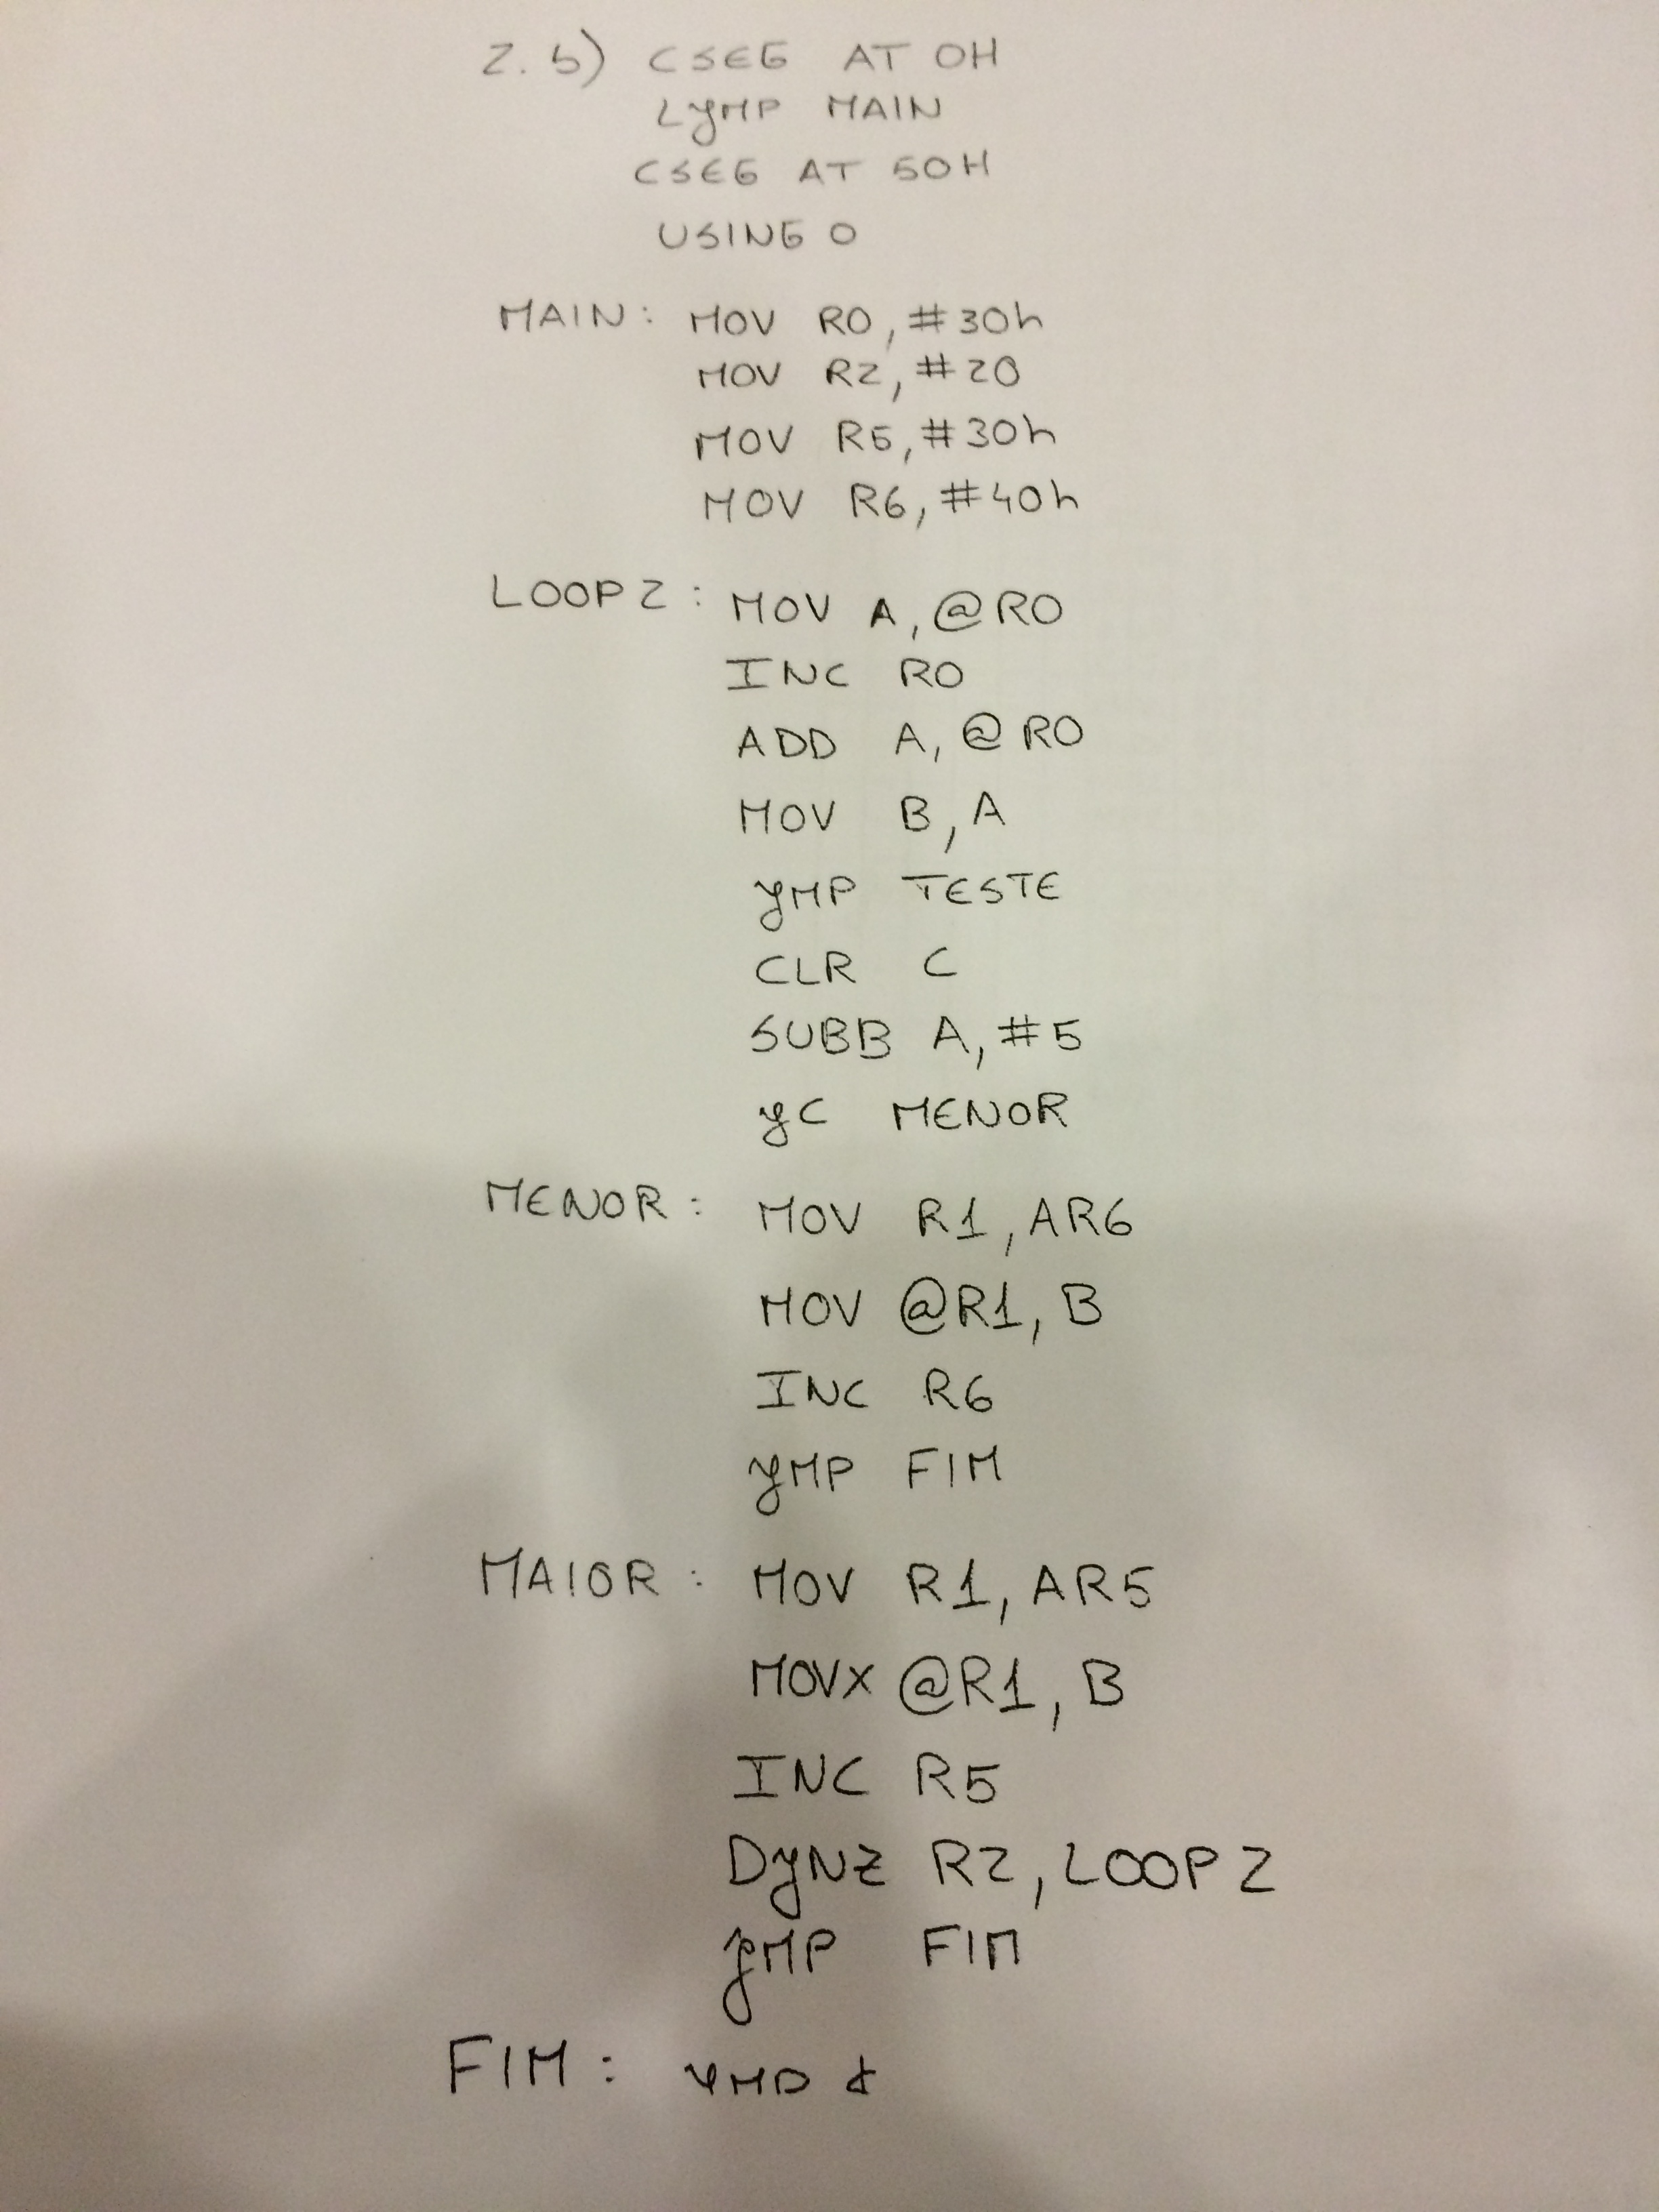 2. b) CSEG AT 0H
LJMP MAIN
CSEG AT 50H
USING 0
MAIN: MOV R0, #30h
MOV R2, #20
MOV R5, #30h
MOV R6, #40h
LOOP2: MOV A, @R0
INC R0
ADD A, @R0
MOV B, A
JMP TESTE
CLR C
SUBB A, #5
JC MENOR
MENOR: MOV R1, AR6
MOV @R1, B
INC R6
JMP FIM
MAIOR: MOV R1, AR5
MOVX @R1, B
INC R5
DJNZ R2, LOOP2
JMP FIM
FIM: JMP